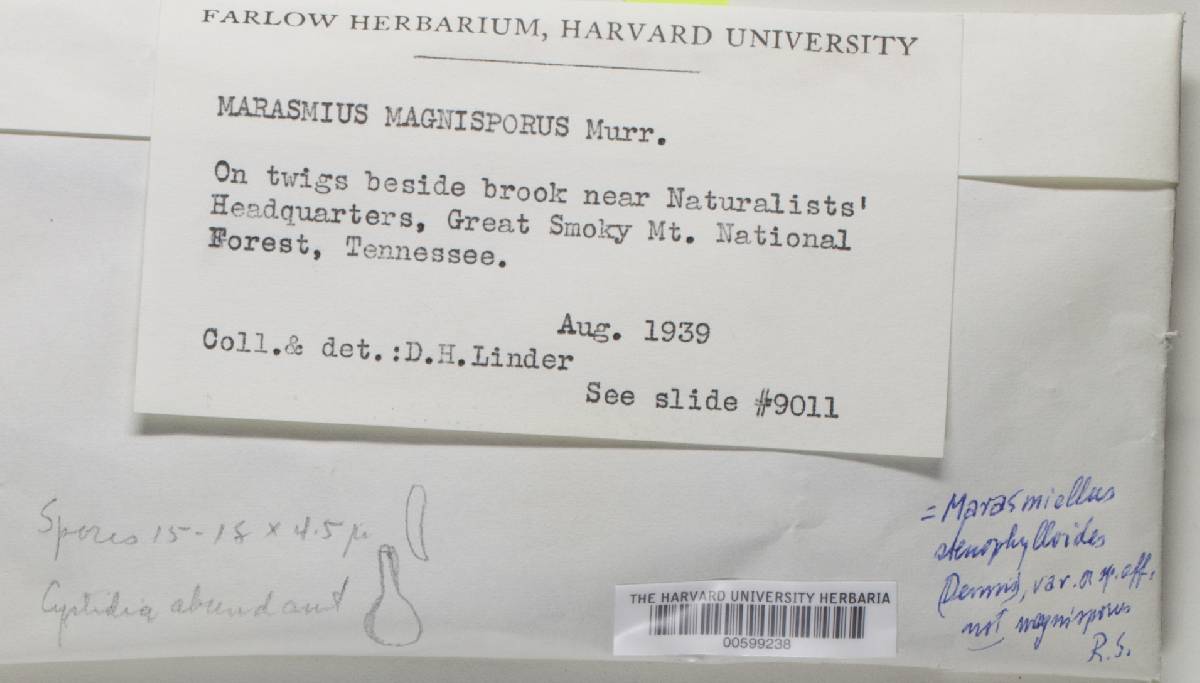 FARLOW HERBARIUM, HARVARD UNIVERSITY
MARASMIUS MAGNISPORUS Murr.
On twigs beside brook near Naturalists'
Headquarters, Great Smoky Mt. National
Forest, Tennessee.
Aug. 1939
Coll.& det.:D.H.Linder
See slide #9011
Spores 15-18 x 4.5 μ
Cystidia abundant
THE HARVARD UNIVERSITY HERBARIA
00599238
= Marasmiellus
stenophylloides
(Dennis), var. a sp. aff.
not magnisporus
R.S.